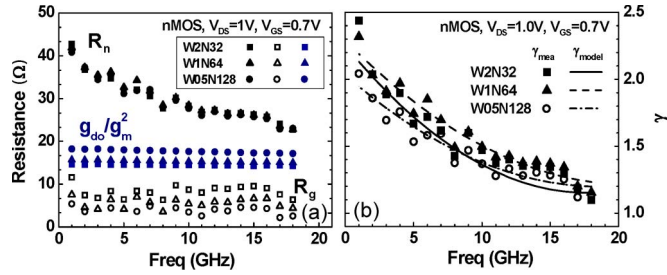 nMOS, V_DS=1V, V_GS=0.7V
R_n
W2N32
W1N64
W05N128
g_do/g_m^2
R_g
(a)
Resistance (Ω)
50
40
30
20
10
0
0 5 10 15 20
Freq (GHz)
nMOS, V_DS=1.0V, V_GS=0.7V
γ_mea γ_model
W2N32
W1N64
W05N128
(b)
2.5
2.0
1.5
1.0
γ
0 5 10 15 20
Freq (GHz)